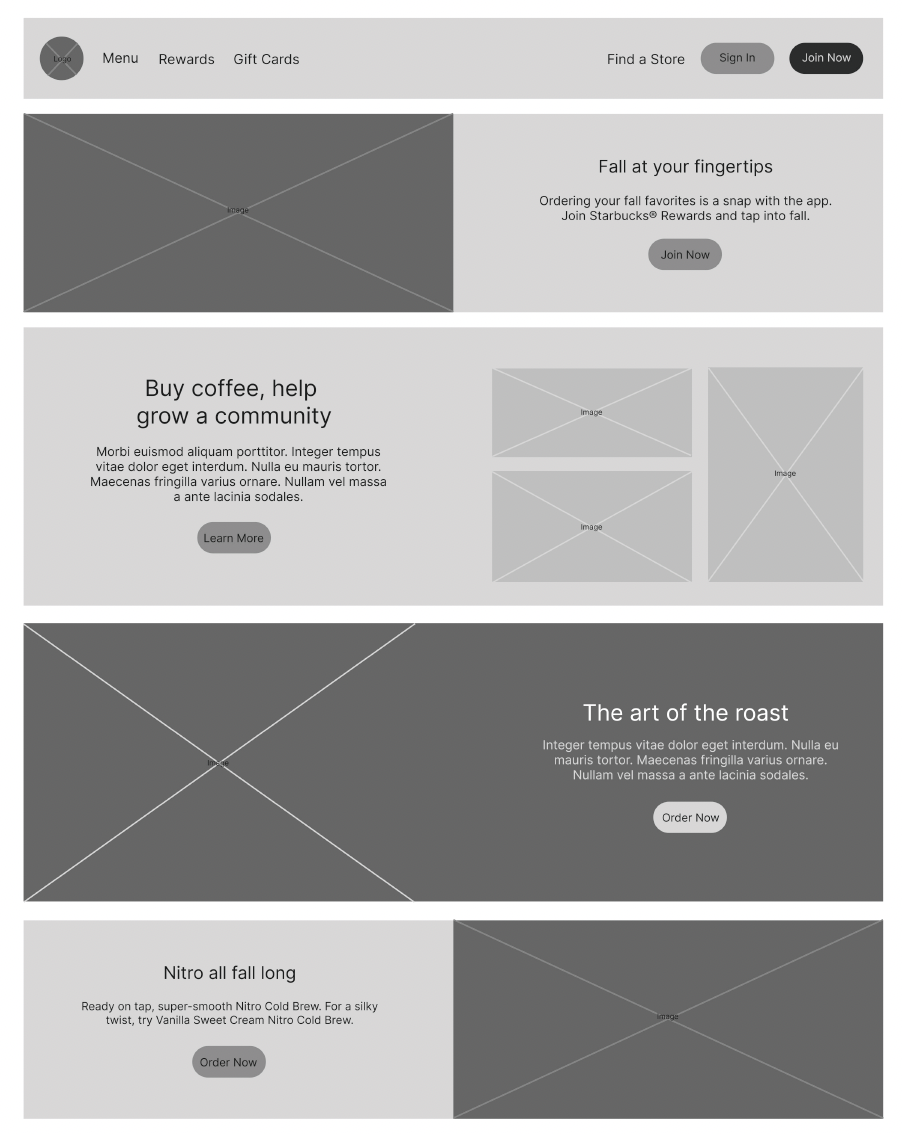 Logo
Menu
Rewards
Gift Cards
Find a Store
Sign In
Join Now
Image
Fall at your fingertips
Ordering your fall favorites is a snap with the app.
Join Starbucks® Rewards and tap into fall.
Join Now
Buy coffee, help
grow a community
Morbi euismod aliquam porttitor. Integer tempus
vitae dolor eget interdum. Nulla eu mauris tortor.
Maecenas fringilla varius ornare. Nullam vel massa
a ante lacinia sodales.
Learn More
Image
Image
Image
Image
The art of the roast
Integer tempus vitae dolor eget interdum. Nulla eu
mauris tortor. Maecenas fringilla varius ornare.
Nullam vel massa a ante lacinia sodales.
Order Now
Nitro all fall long
Ready on tap, super-smooth Nitro Cold Brew. For a silky
twist, try Vanilla Sweet Cream Nitro Cold Brew.
Order Now
Image